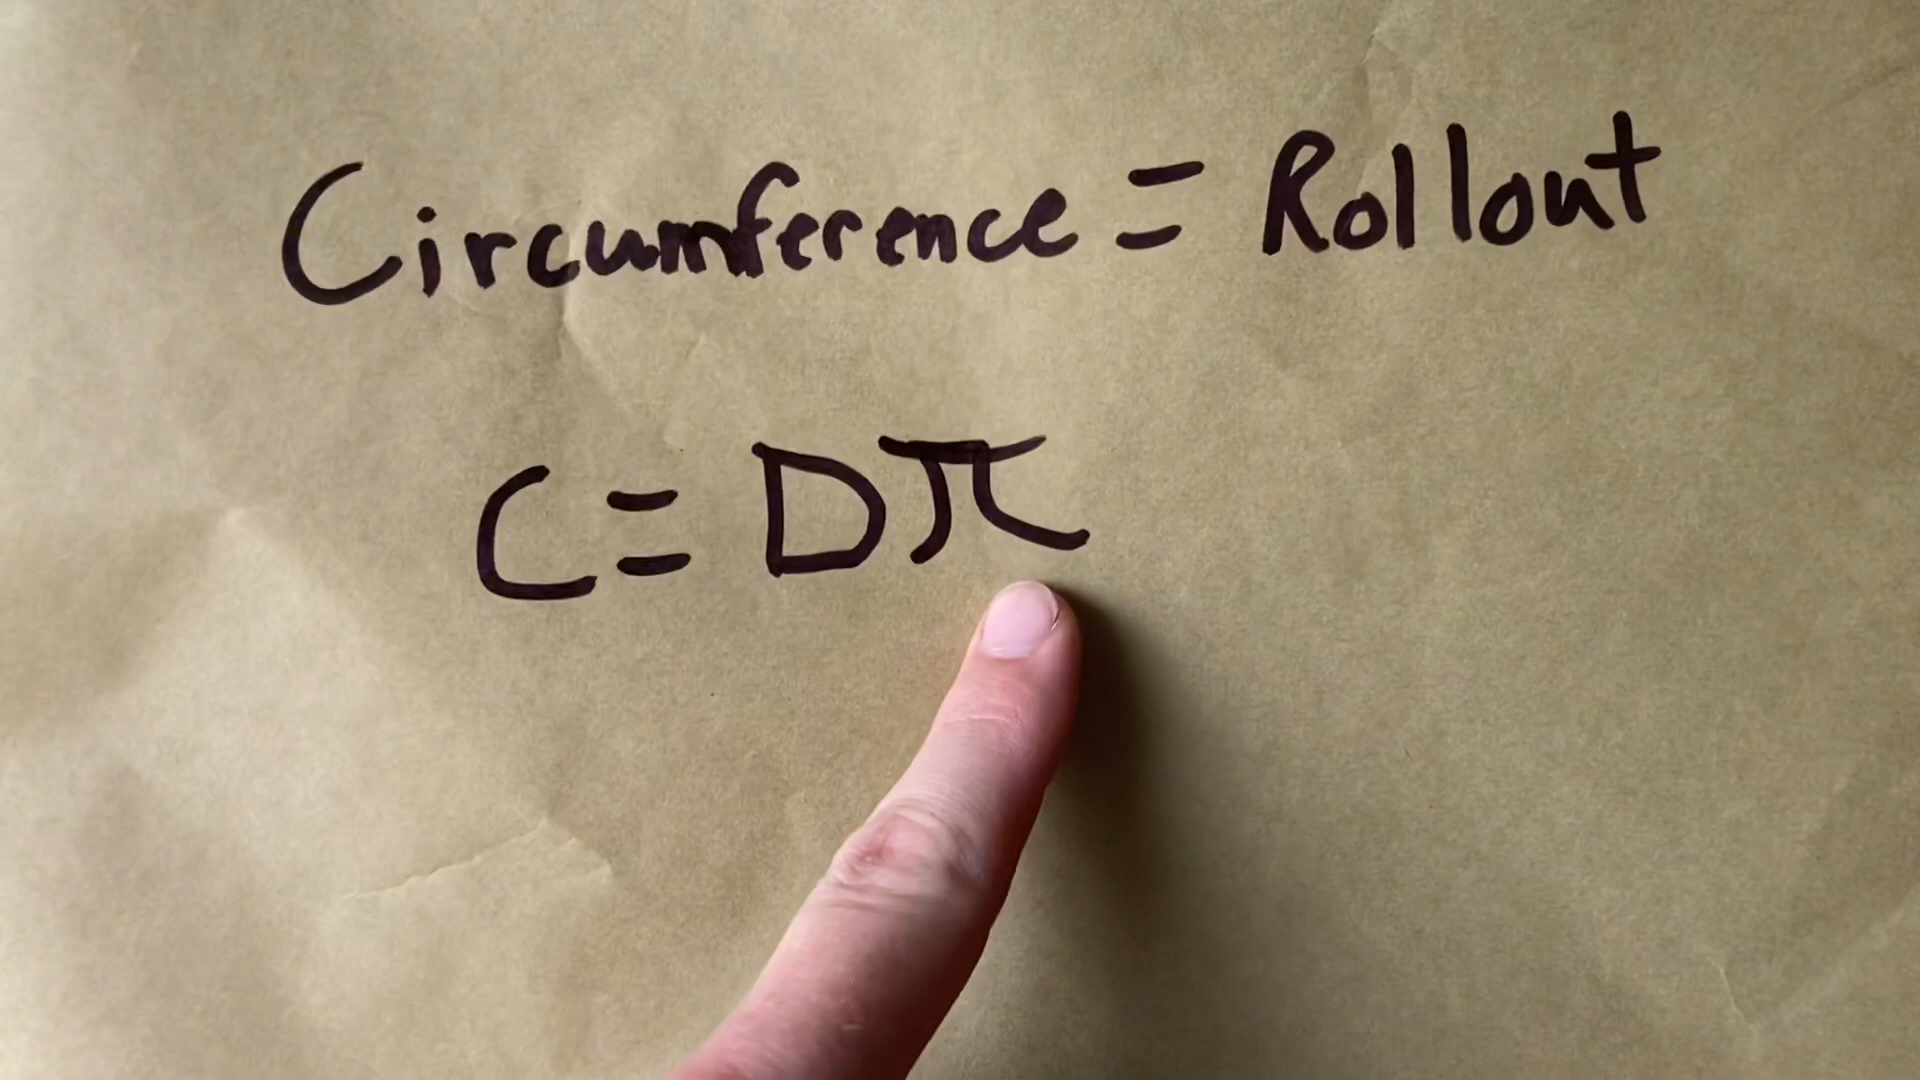 Circumference = Rollout
C = Dπ